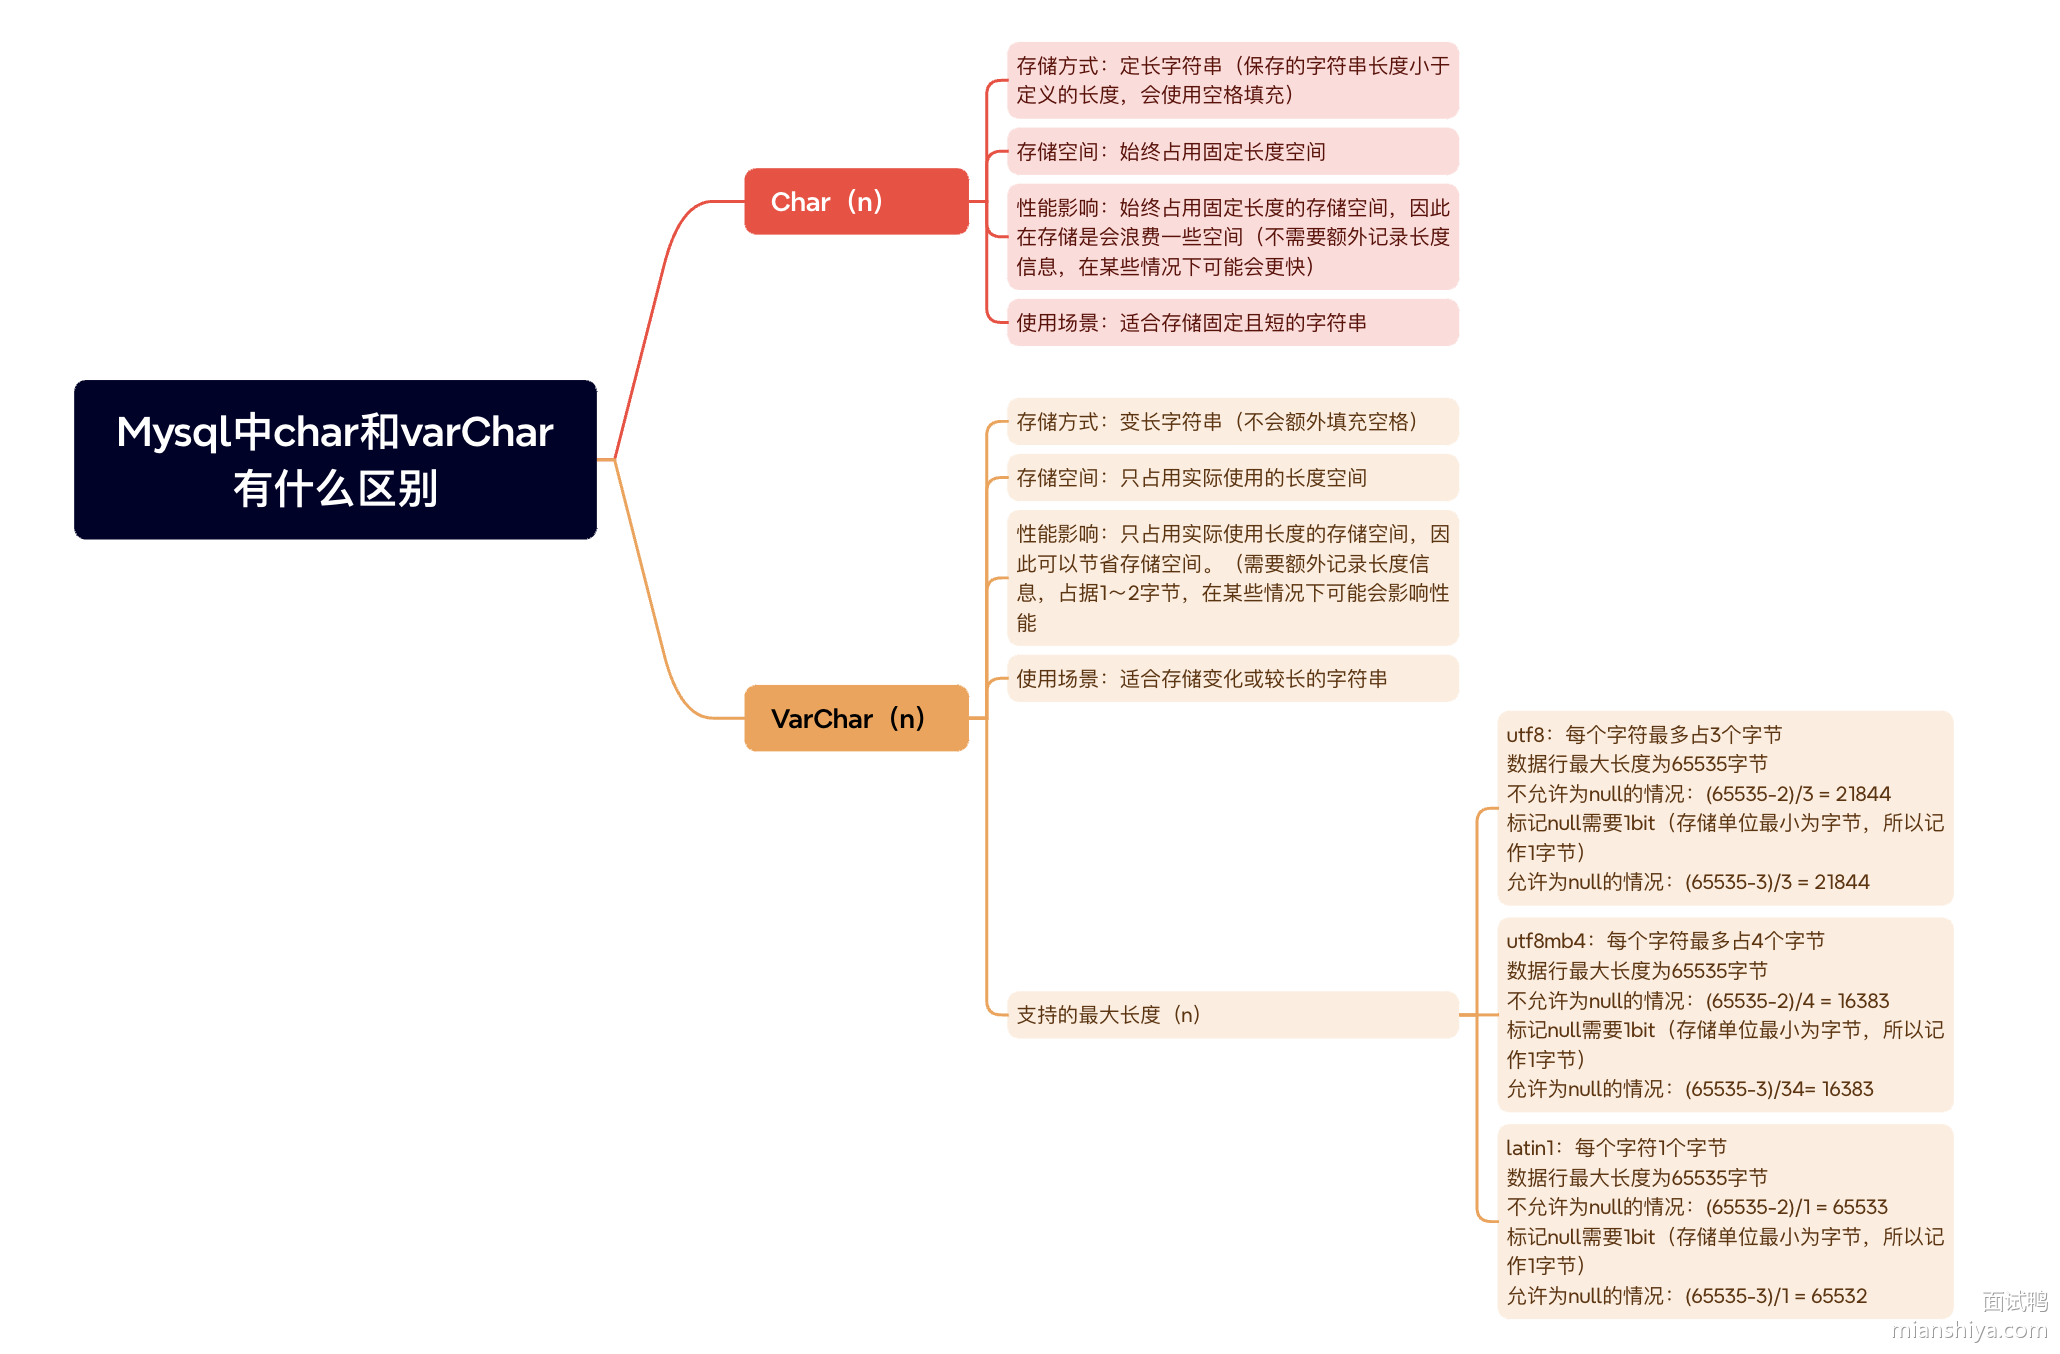 Mysql中char和varChar
有什么区别
Char（n）
存储方式：定长字符串（保存的字符串长度小于
定义的长度，会使用空格填充）
存储空间：始终占用固定长度空间
性能影响：始终占用固定长度的存储空间，因此
在存储是会浪费一些空间（不需要额外记录长度
信息，在某些情况下可能会更快）
使用场景：适合存储固定且短的字符串
VarChar（n）
存储方式：变长字符串（不会额外填充空格）
存储空间：只占用实际使用的长度空间
性能影响：只占用实际使用长度的存储空间，因
此可以节省存储空间。（需要额外记录长度信
息，占据1～2字节，在某些情况下可能会影响性
能
使用场景：适合存储变化或较长的字符串
支持的最大长度（n）
utf8：每个字符最多占3个字节
数据行最大长度为65535字节
不允许为null的情况：(65535-2)/3 = 21844
标记null需要1bit（存储单位最小为字节，所以记
作1字节）
允许为null的情况：(65535-3)/3 = 21844
utf8mb4：每个字符最多占4个字节
数据行最大长度为65535字节
不允许为null的情况：(65535-2)/4 = 16383
标记null需要1bit（存储单位最小为字节，所以记
作1字节）
允许为null的情况：(65535-3)/34= 16383
latin1：每个字符1个字节
数据行最大长度为65535字节
不允许为null的情况：(65535-2)/1 = 65533
标记null需要1bit（存储单位最小为字节，所以记
作1字节）
允许为null的情况：(65535-3)/1 = 65532
面试鸭
mianshiya.com